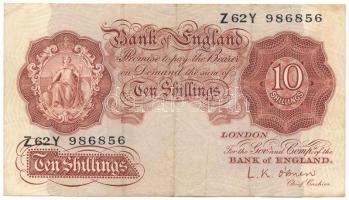 Z62Y 986856
Bank of England
Promise to pay the Bearer
on Demand the sum of
Ten Shillings
10
SHILLINGS
Z62Y 986856
LONDON
For the Govr and Compa of the
BANK OF ENGLAND.
Ten Shillings
L.K. O'Brien
Chief Cashier